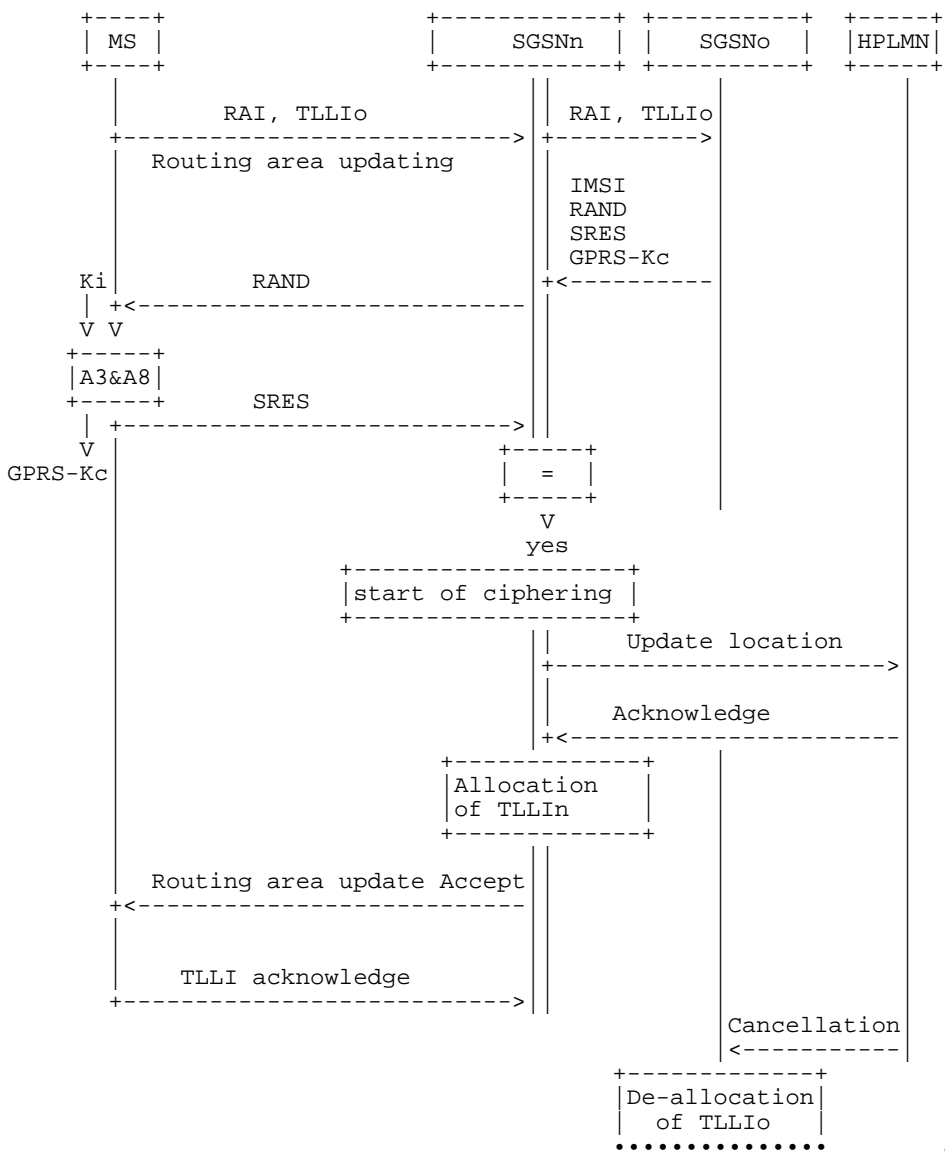 MS SGSNn SGSNo HPLMN
RAI, TLLIo RAI, TLLIo
Routing area updating
IMSI
RAND
SRES
GPRS-Kc
Ki RAND
V V
A3&A8
SRES
V
GPRS-Kc =
V
yes
start of ciphering
Update location
Acknowledge
Allocation
of TLLIn
Routing area update Accept
TLLI acknowledge
Cancellation
De-allocation
of TLLIo